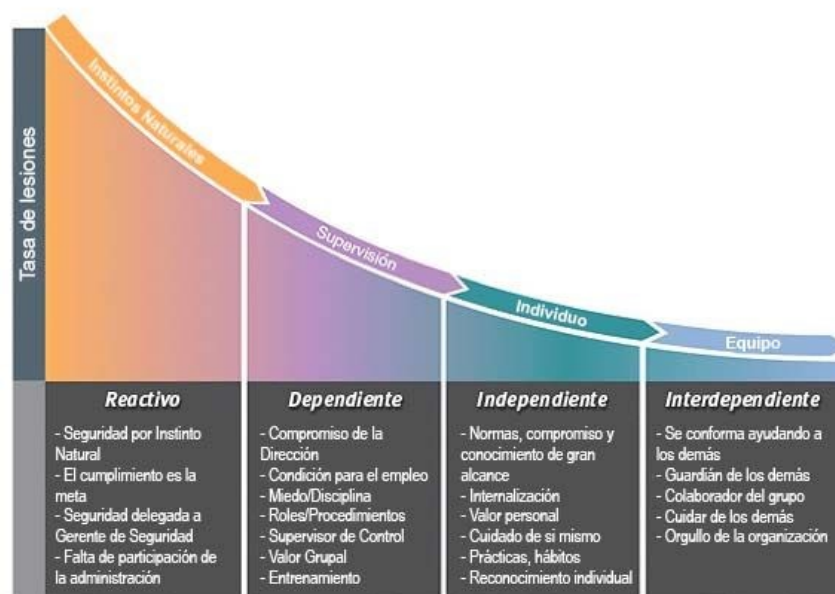 Tasa de lesiones
Instintos Naturales
Supervisión
Individuo
Equipo
Reactivo
- Seguridad por Instinto
Natural
- El cumplimiento es la
meta
- Seguridad delegada a
Gerente de Seguridad
- Falta de participación de
la administración
Dependiente
- Compromiso de la
Dirección
- Condición para el empleo
- Miedo/Disciplina
- Roles/Procedimientos
- Supervisor de Control
- Valor Grupal
- Entrenamiento
Independiente
- Normas, compromiso y
conocimiento de gran
alcance
- Internalización
- Valor personal
- Cuidado de si mismo
- Prácticas, hábitos
- Reconocimiento individual
Interdependiente
- Se conforma ayudando a
los demás
- Guardián de los demás
- Colaborador del grupo
- Cuidar de los demás
- Orgullo de la organización